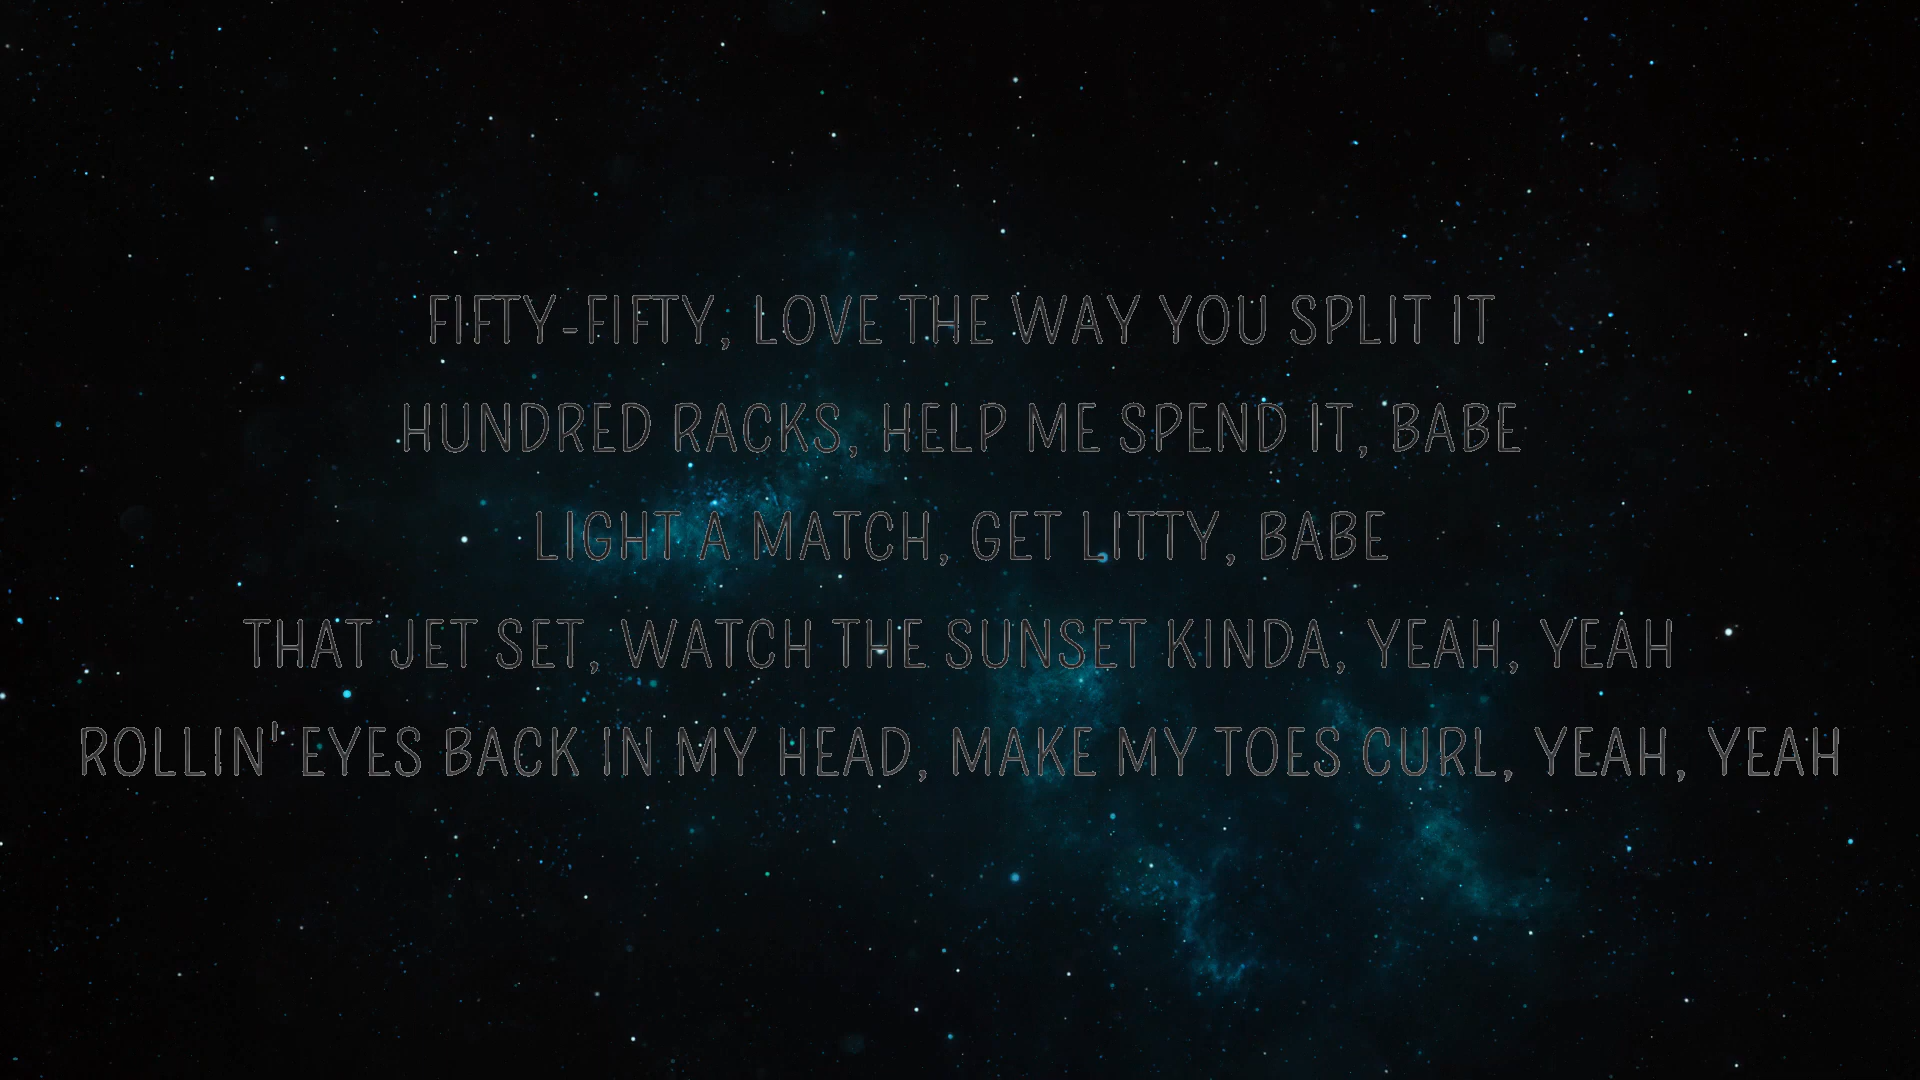 FIFTY-FIFTY, LOVE THE WAY YOU SPLIT IT
HUNDRED RACKS, HELP ME SPEND IT, BABE
LIGHT A MATCH, GET LITTY, BABE
THAT JET SET, WATCH THE SUNSET KINDA, YEAH, YEAH
ROLLIN' EYES BACK IN MY HEAD, MAKE MY TOES CURL, YEAH, YEAH